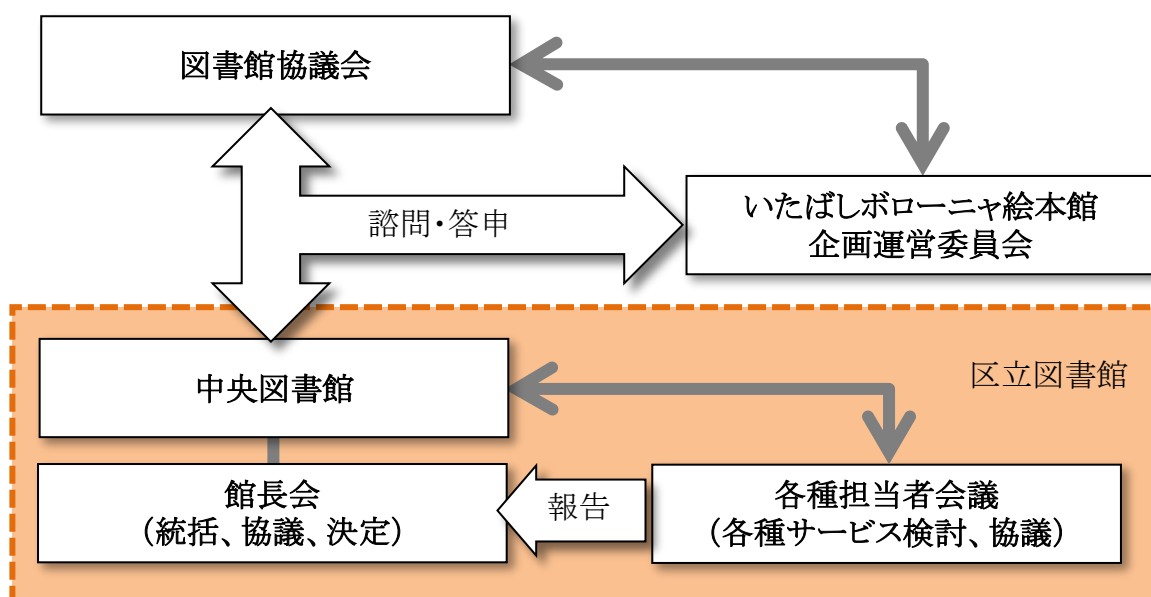 図書館協議会
諮問・答申
いたばしボローニャ絵本館
企画運営委員会
区立図書館
中央図書館
館長会
（統括、協議、決定）
報告
各種担当者会議
（各種サービス検討、協議）